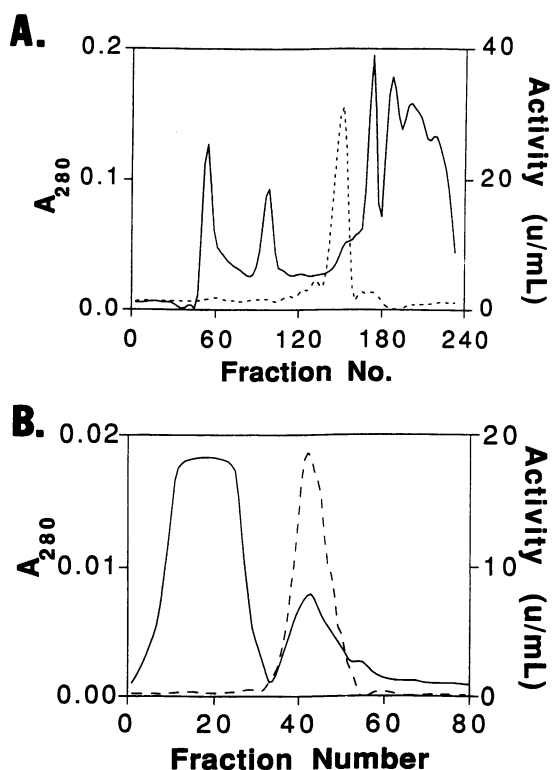 A.
0.2
40
A280
0.1
20
Activity (u/mL)
0.0
0
0 60 120 180 240
Fraction No.
B.
0.02
20
A280
0.01
10
Activity (u/mL)
0.00
0
0 20 40 60 80
Fraction Number